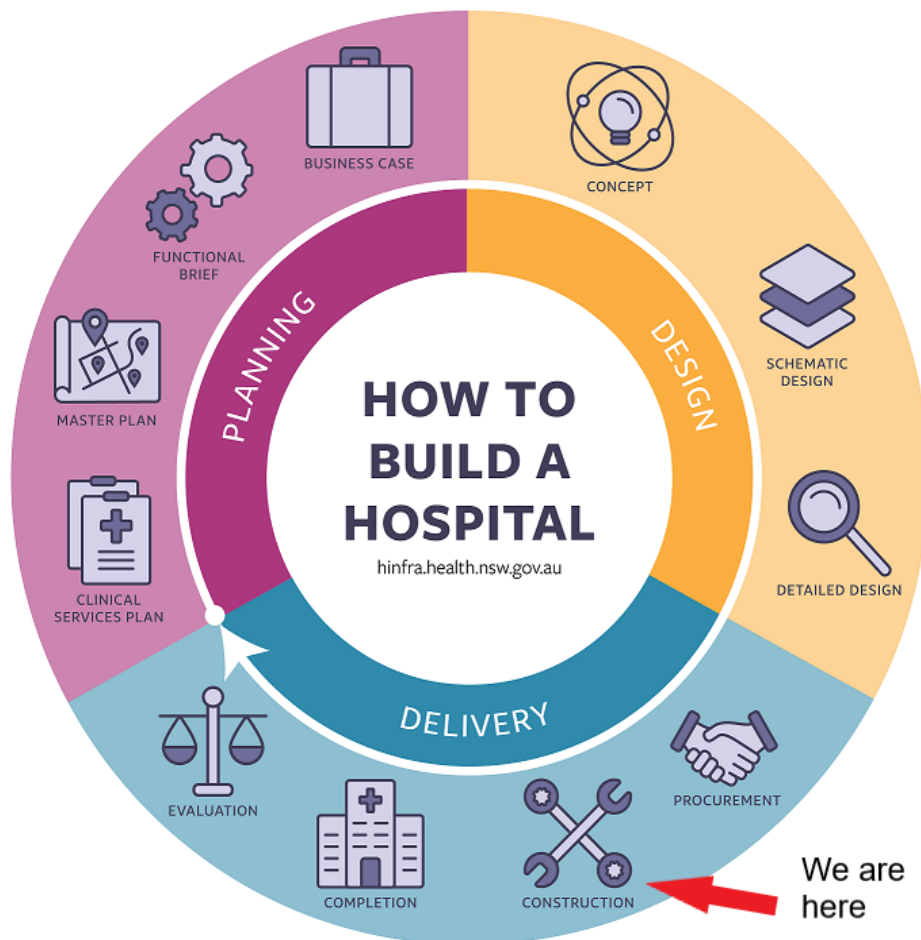 HOW TO
BUILD A
HOSPITAL
hinfra.health.nsw.gov.au
PLANNING
CLINICAL
SERVICES PLAN
MASTER PLAN
FUNCTIONAL
BRIEF
BUSINESS CASE
DESIGN
CONCEPT
SCHEMATIC
DESIGN
DETAILED DESIGN
DELIVERY
PROCUREMENT
CONSTRUCTION
We are
here
COMPLETION
EVALUATION